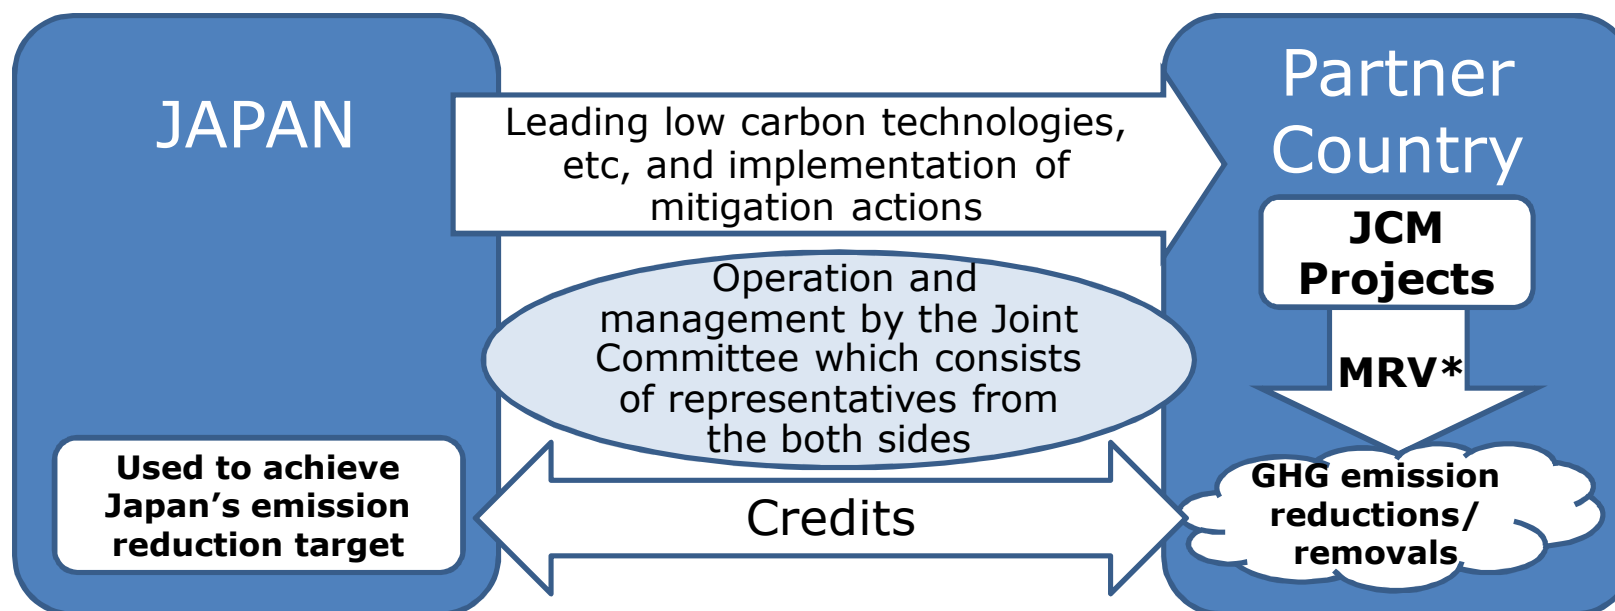 JAPAN
Leading low carbon technologies,
etc, and implementation of
mitigation actions
Partner
Country
JCM
Projects
Operation and
management by the Joint
Committee which consists
of representatives from
the both sides
MRV*
Used to achieve
Japan’s emission
reduction target
Credits
GHG emission
reductions/
removals